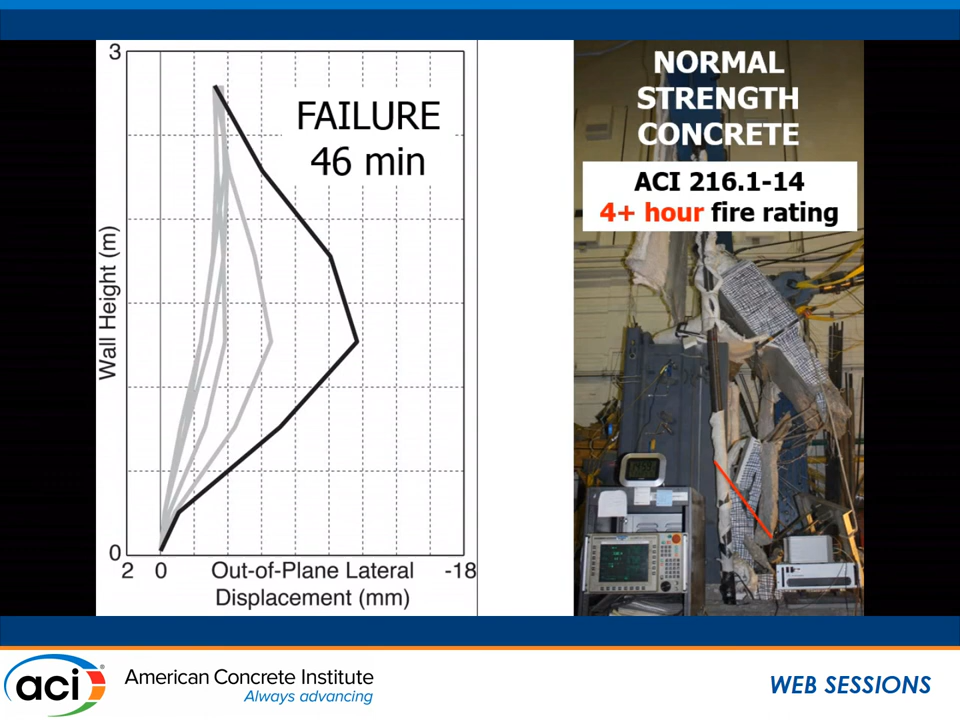 3
FAILURE
46 min
Wall Height (m)
0
2 0 Out-of-Plane Lateral -18
Displacement (mm)
NORMAL
STRENGTH
CONCRETE
ACI 216.1-14
4+ hour fire rating
aci ®
American Concrete Institute
Always advancing
WEB SESSIONS